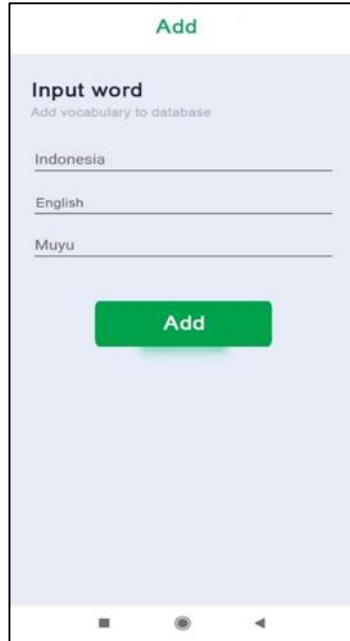 Add
Input word
Add vocabulary to database
Indonesia
English
Muyu
Add